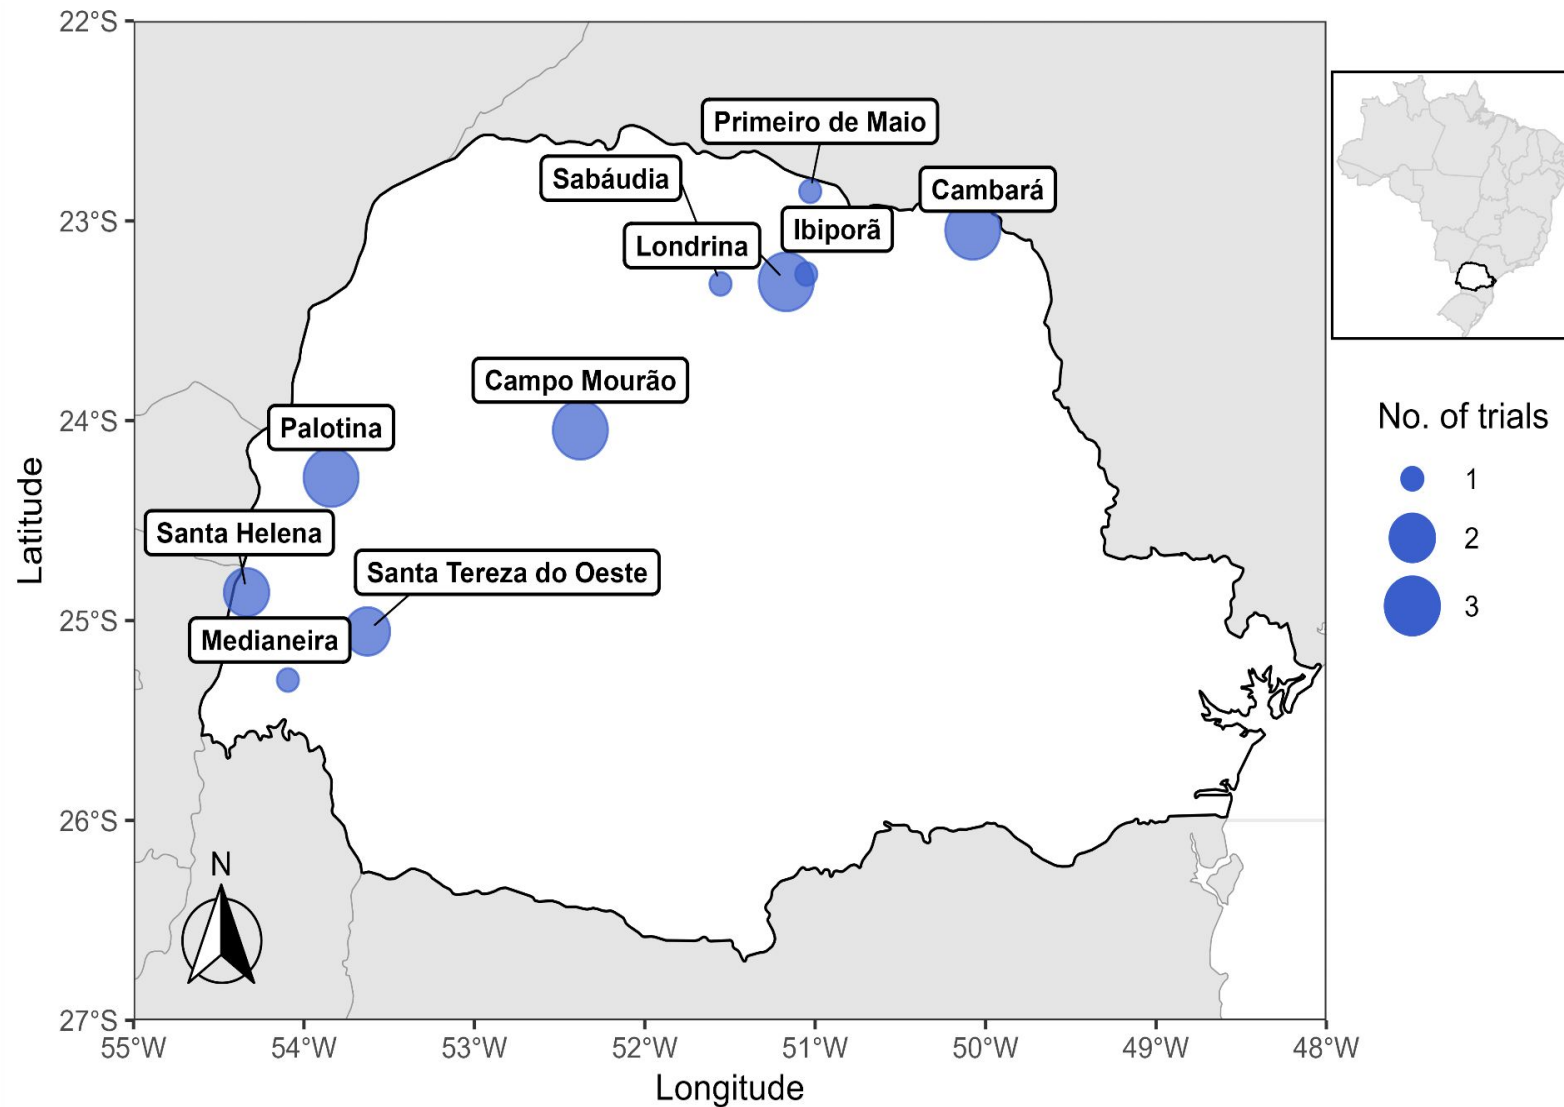 22°S
23°S
24°S
25°S
26°S
27°S
Latitude
Primeiro de Maio
Sabáudia
Cambará
Ibiporã
Londrina
Campo Mourão
Palotina
Santa Helena
Santa Tereza do Oeste
Medianeira
N
55°W
54°W
53°W
52°W
51°W
50°W
49°W
48°W
Longitude
No. of trials
1
2
3